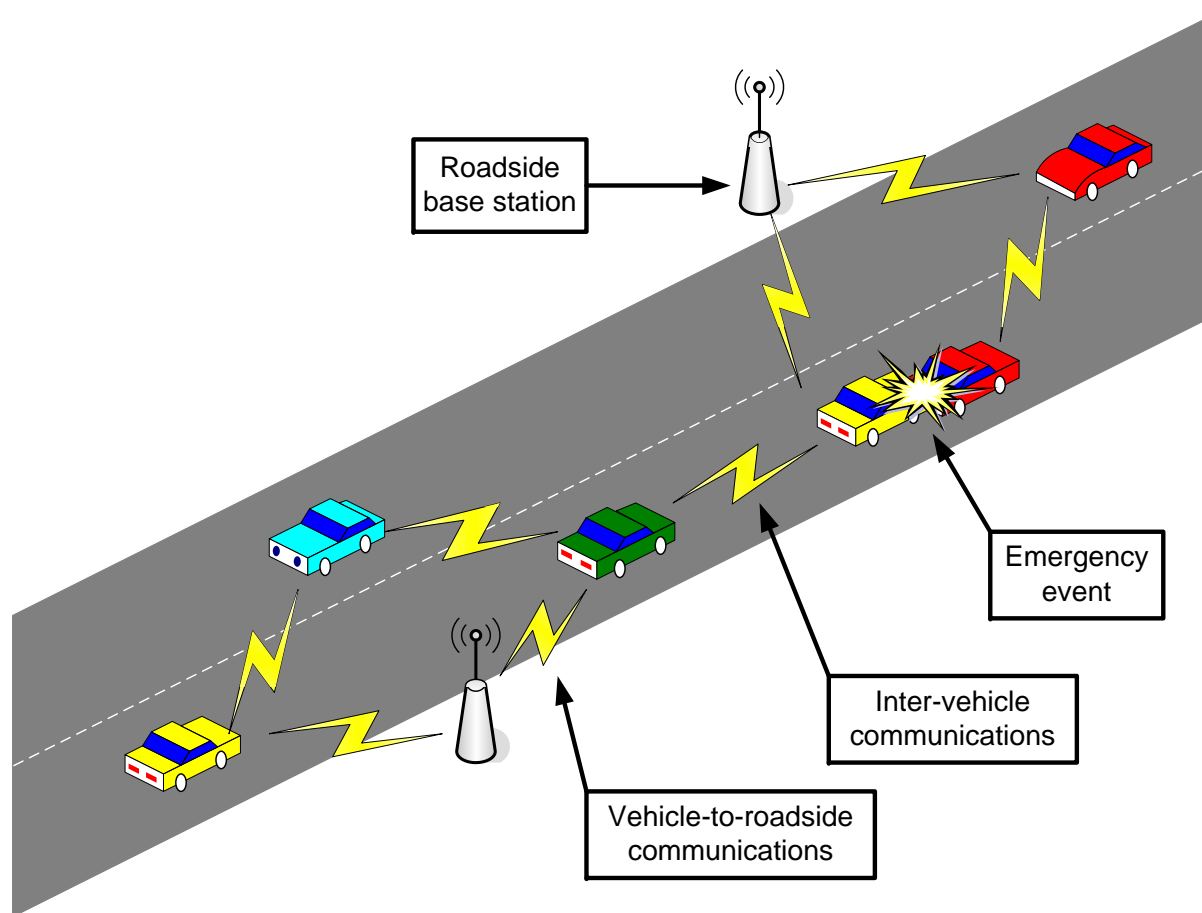 Roadside
base station
Emergency
event
Inter-vehicle
communications
Vehicle-to-roadside
communications